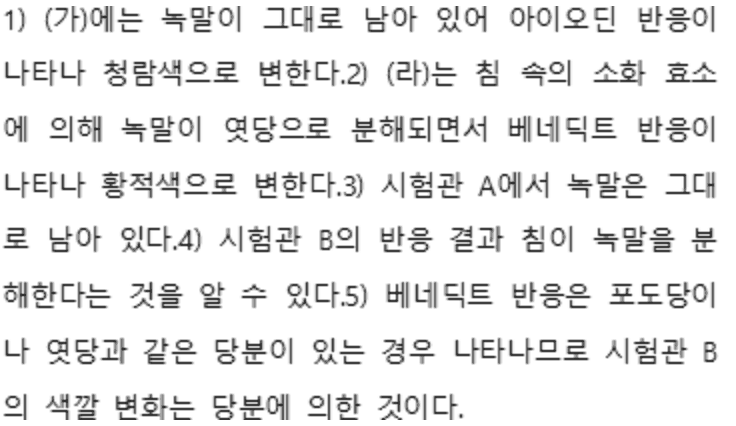 1) (가)에는 녹말이 그대로 남아 있어 아이오딘 반응이
나타나 청람색으로 변한다.2) (라)는 침 속의 소화 효소
에 의해 녹말이 엿당으로 분해되면서 베네딕트 반응이
나타나 황적색으로 변한다.3) 시험관 A에서 녹말은 그대
로 남아 있다.4) 시험관 B의 반응 결과 침이 녹말을 분
해한다는 것을 알 수 있다.5) 베네딕트 반응은 포도당이
나 엿당과 같은 당분이 있는 경우 나타나므로 시험관 B
의 색깔 변화는 당분에 의한 것이다.